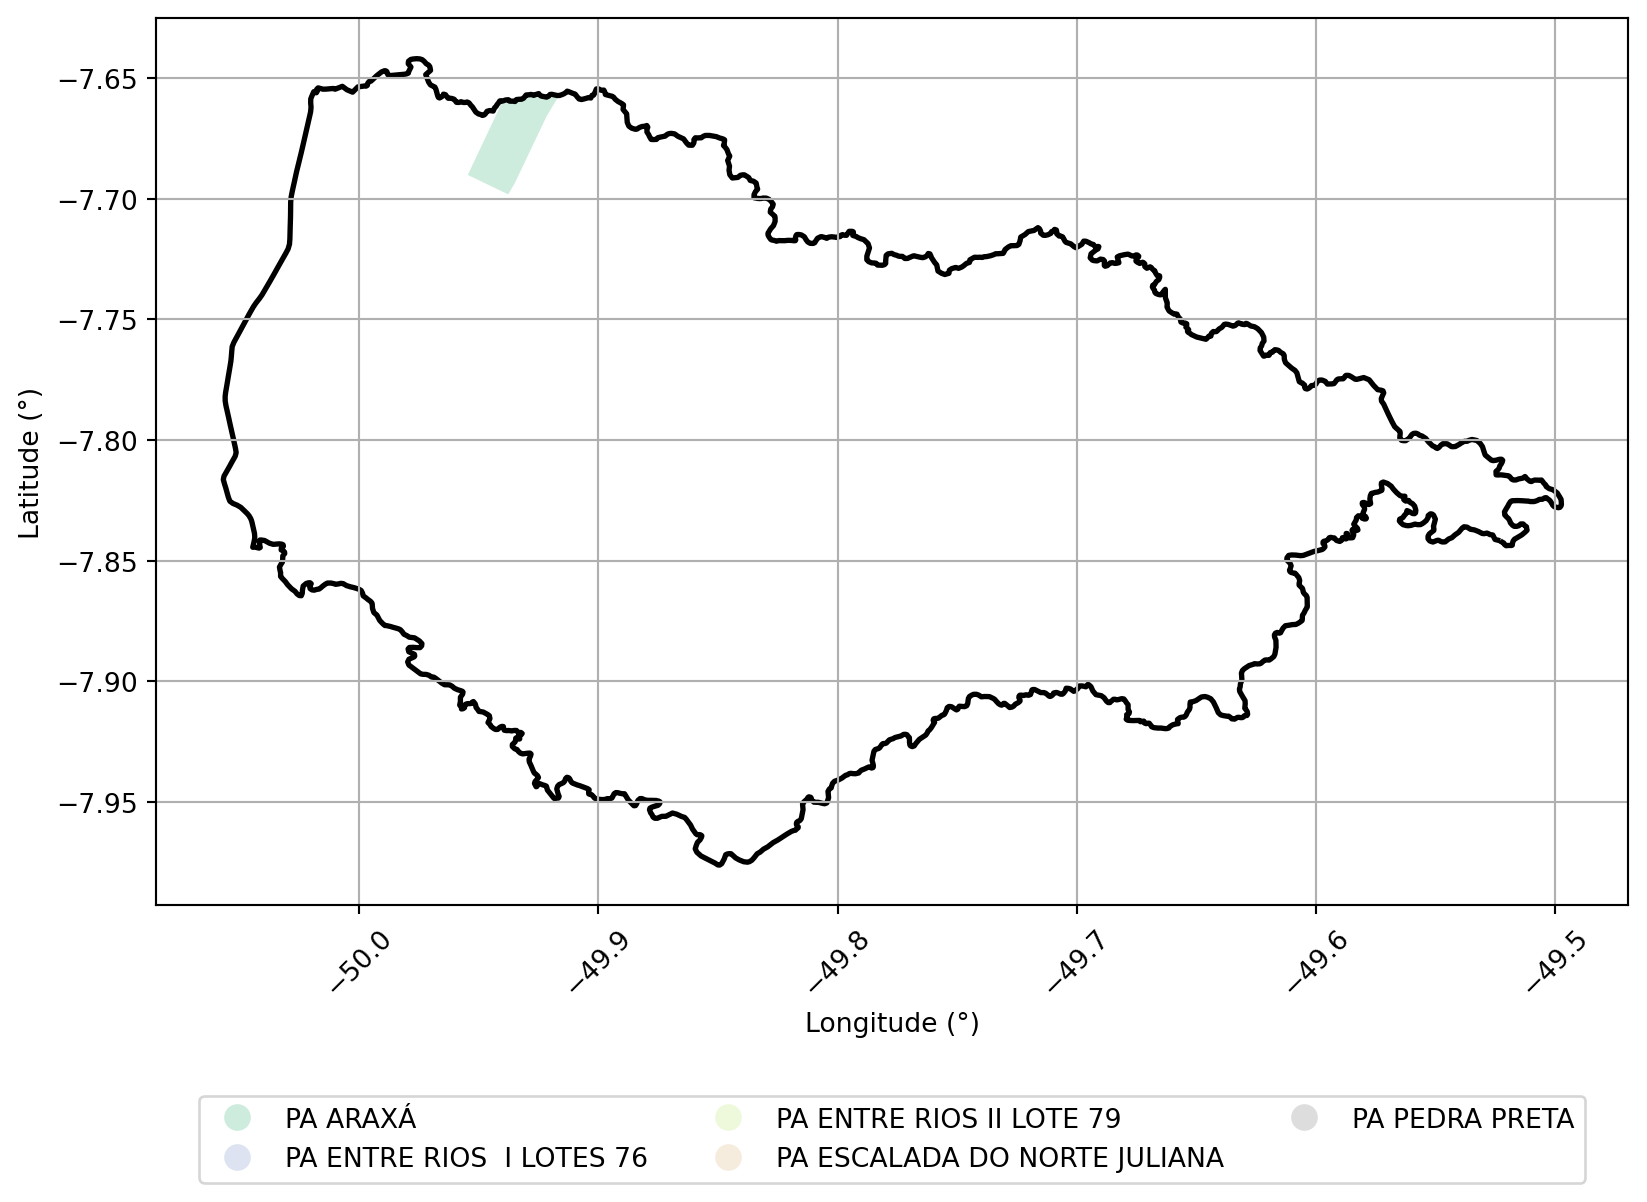 −7.65
−7.70
−7.75
−7.80
−7.85
−7.90
−7.95
Latitude (°)
−50.0 −49.9 −49.8 −49.7 −49.6 −49.5
Longitude (°)
PA ARAXÁ PA ENTRE RIOS II LOTE 79 PA PEDRA PRETA
PA ENTRE RIOS  I LOTES 76 PA ESCALADA DO NORTE JULIANA